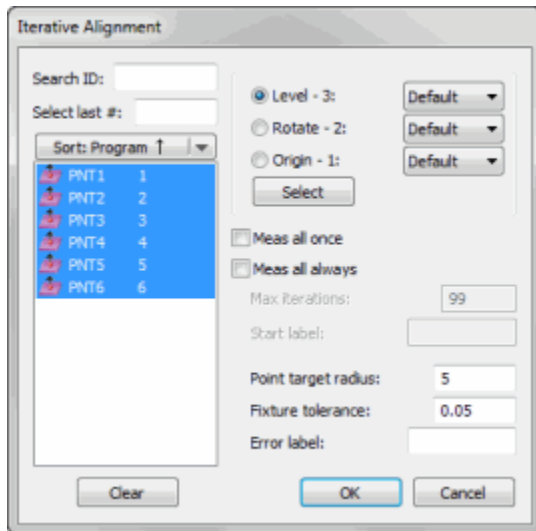 Iterative Alignment
Search ID:
Select last #:
Sort: Program ↑
PNT1 1
PNT2 2
PNT3 3
PNT4 4
PNT5 5
PNT6 6
Clear
Level - 3: Default
Rotate - 2: Default
Origin - 1: Default
Select
Meas all once
Meas all always
Max iterations: 99
Start label:
Point target radius: 5
Fixture tolerance: 0.05
Error label:
OK Cancel